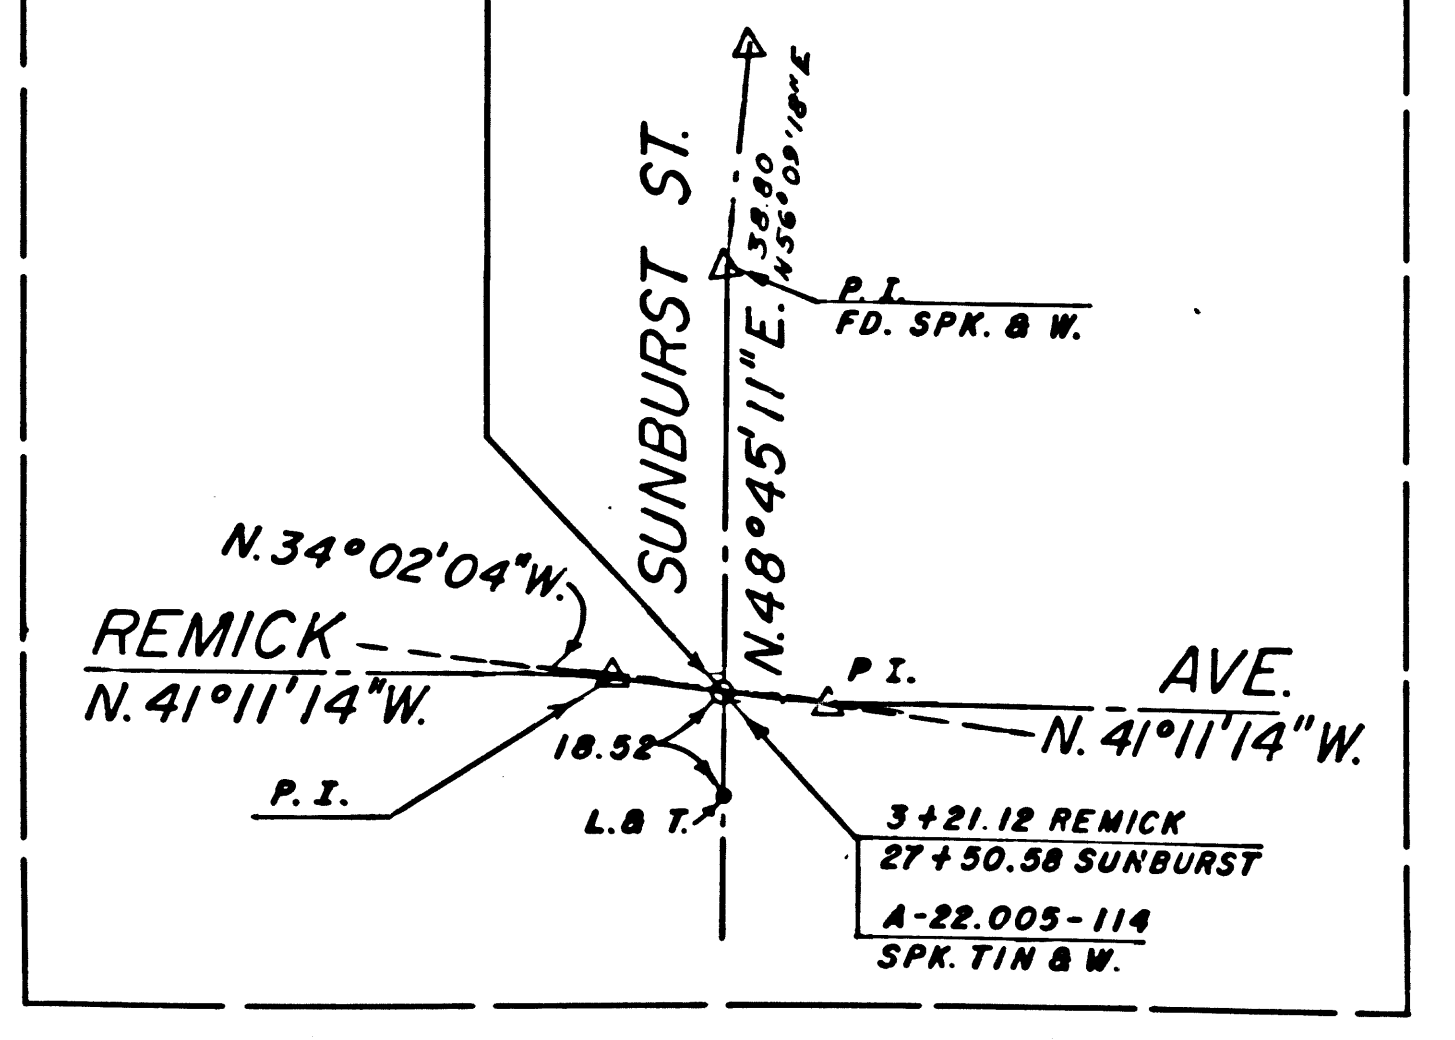 38.80
N56°09'18"E
SUNBURST ST.
P. I.
FD. SPK. & W.
N.48°45'11"E.
N.34°02'04"W.
REMICK
AVE.
P I.
N.41°11'14"W.
N.41°11'14"W.
18.52
P. I.
L.& T.
3+21.12 REMICK
27+50.58 SUNBURST
A-22.005-114
SPK. TIN & W.